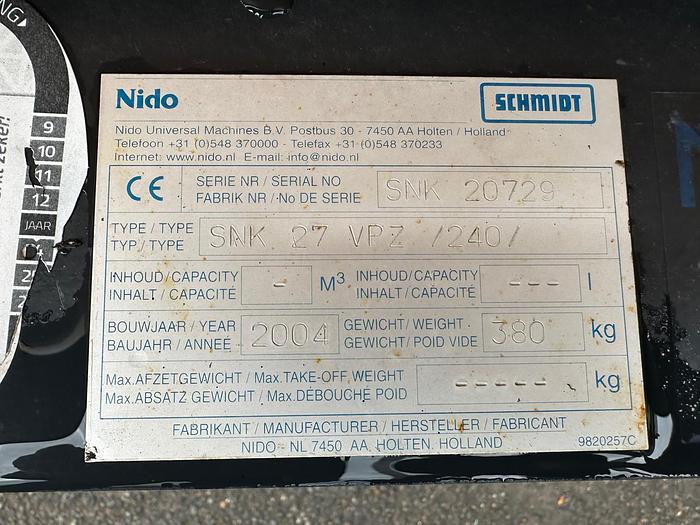 Nido
SCHMIDT
Nido Universal Machines B.V. Postbus 30 - 7450 AA Holten / Holland
Telefoon +31 (0)548 370000 - Telefax +31 (0)548 370233
Internet: www.nido.nl E-mail: info@nido.nl
CE
SERIE NR / SERIAL NO
FABRIK NR / No DE SERIE
SNK 20729
TYPE / TYPE
TYP / TYPE
SNK 27 VPZ /240/
INHOUD / CAPACITY
INHALT / CAPACITÉ
-
M³
INHOUD / CAPACITY
INHALT / CAPACITÉ
---
l
BOUWJAAR / YEAR
BAUJAHR / ANNÉE
2004
GEWICHT / WEIGHT
GEWICHT / POID VIDE
380
kg
Max. AFZETGEWICHT / Max. TAKE-OFF WEIGHT
Max. ABSATZ GEWICHT / Max. DÉBOUCHÉ POID
-----
kg
FABRIKANT / MANUFACTURER / HERSTELLER / FABRICANT
NIDO - NL 7450 AA HOLTEN HOLLAND
9820257C
9
10
11
12
JAAR
zeker!